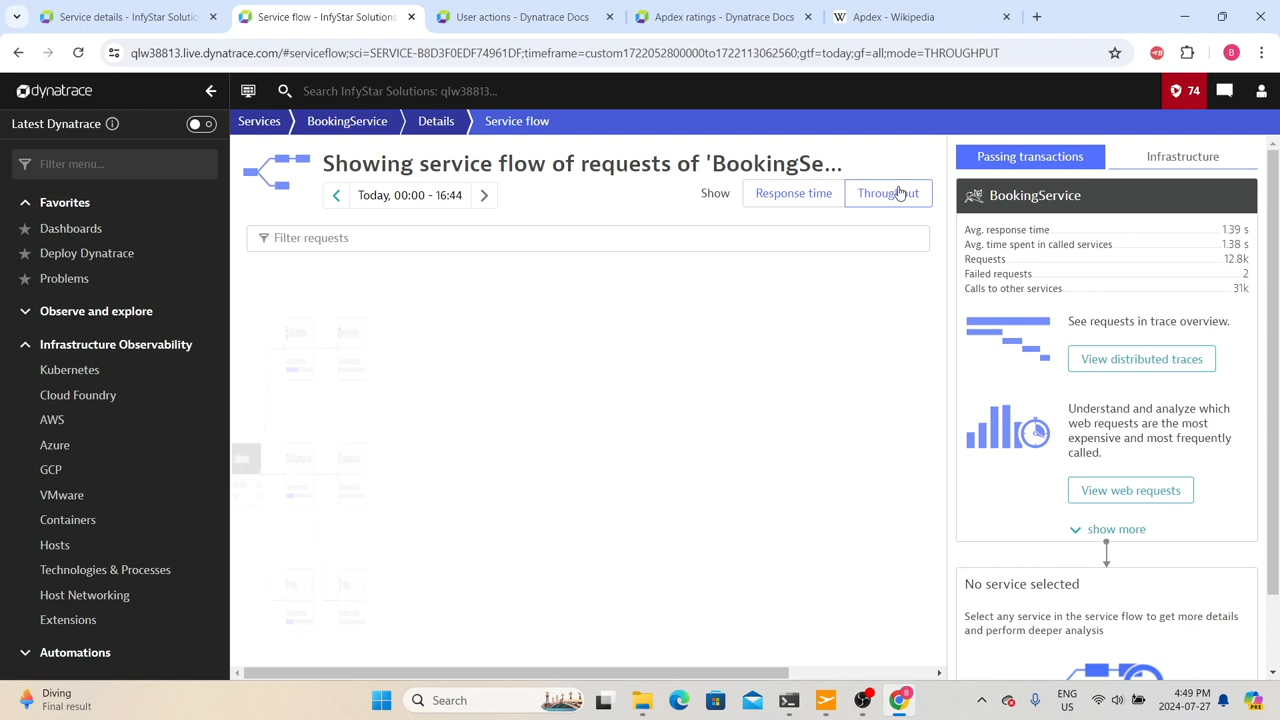 Service details - InfyStar Soluti
Service flow - InfyStar Solutions
User actions - Dynatrace Docs
Apdex ratings - Dynatrace Docs
Apdex - Wikipedia
qlw38813.live.dynatrace.com/#serviceflow;sci=SERVICE-B8D3F0EDF74961DF;timeframe=custom1722052800000to1722113062560;gtf=today;gf=all;mode=THROUGHPUT
B
dynatrace
Search InfyStar Solutions: qlw38813...
74
Latest Dynatrace
Services
BookingService
Details
Service flow
Filter menu...
Favorites
Dashboards
Deploy Dynatrace
Problems
Observe and explore
Infrastructure Observability
Kubernetes
Cloud Foundry
AWS
Azure
GCP
VMware
Containers
Hosts
Technologies & Processes
Host Networking
Extensions
Automations
Showing service flow of requests of 'BookingSe...
Today, 00:00 - 16:44
Show
Response time
Throughput
Filter requests
Passing transactions
Infrastructure
BookingService
Avg. response time 1.39 s
Avg. time spent in called services 1.38 s
Requests 12.8k
Failed requests 2
Calls to other services 31k
See requests in trace overview.
View distributed traces
Understand and analyze which
web requests are the most
expensive and most frequently
called.
View web requests
show more
No service selected
Select any service in the service flow to get more details
and perform deeper analysis
Diving
Final result
Search
ENG
US
4:49 PM
2024-07-27